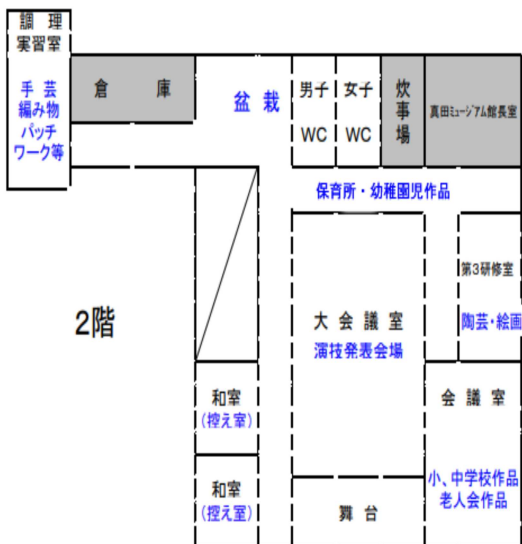 調 理
実習室
手 芸
編み物
パッチ
ワーク等
倉 庫
盆 栽
男子
WC
女子
WC
炊事場
真田ミュージアム館長室
保育所・幼稚園児作品
第3研修室
陶芸・絵画
2階
大 会 議 室
演技発表会場
和室
(控え室)
会 議 室
小、中学校作品
老人会作品
和室
(控え室)
舞 台